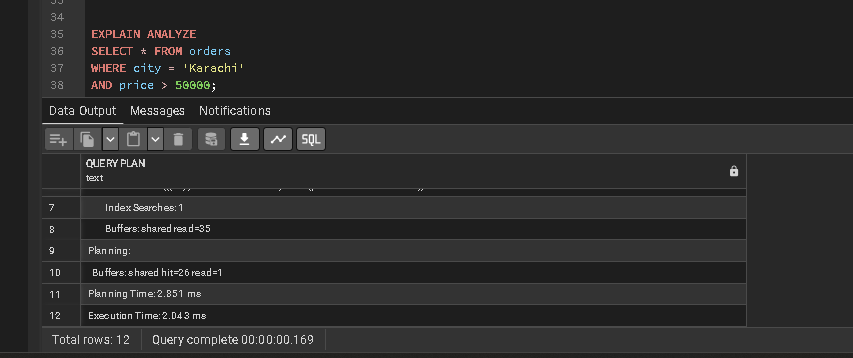 34
35 EXPLAIN ANALYZE
36 SELECT * FROM orders
37 WHERE city = 'Karachi'
38 AND price > 50000;
Data Output Messages Notifications
SQL
QUERY PLAN
text
7 Index Searches: 1
8 Buffers: shared read=35
9 Planning:
10 Buffers: shared hit=26 read=1
11 Planning Time: 2.851 ms
12 Execution Time: 2.043 ms
Total rows: 12 Query complete 00:00:00.169